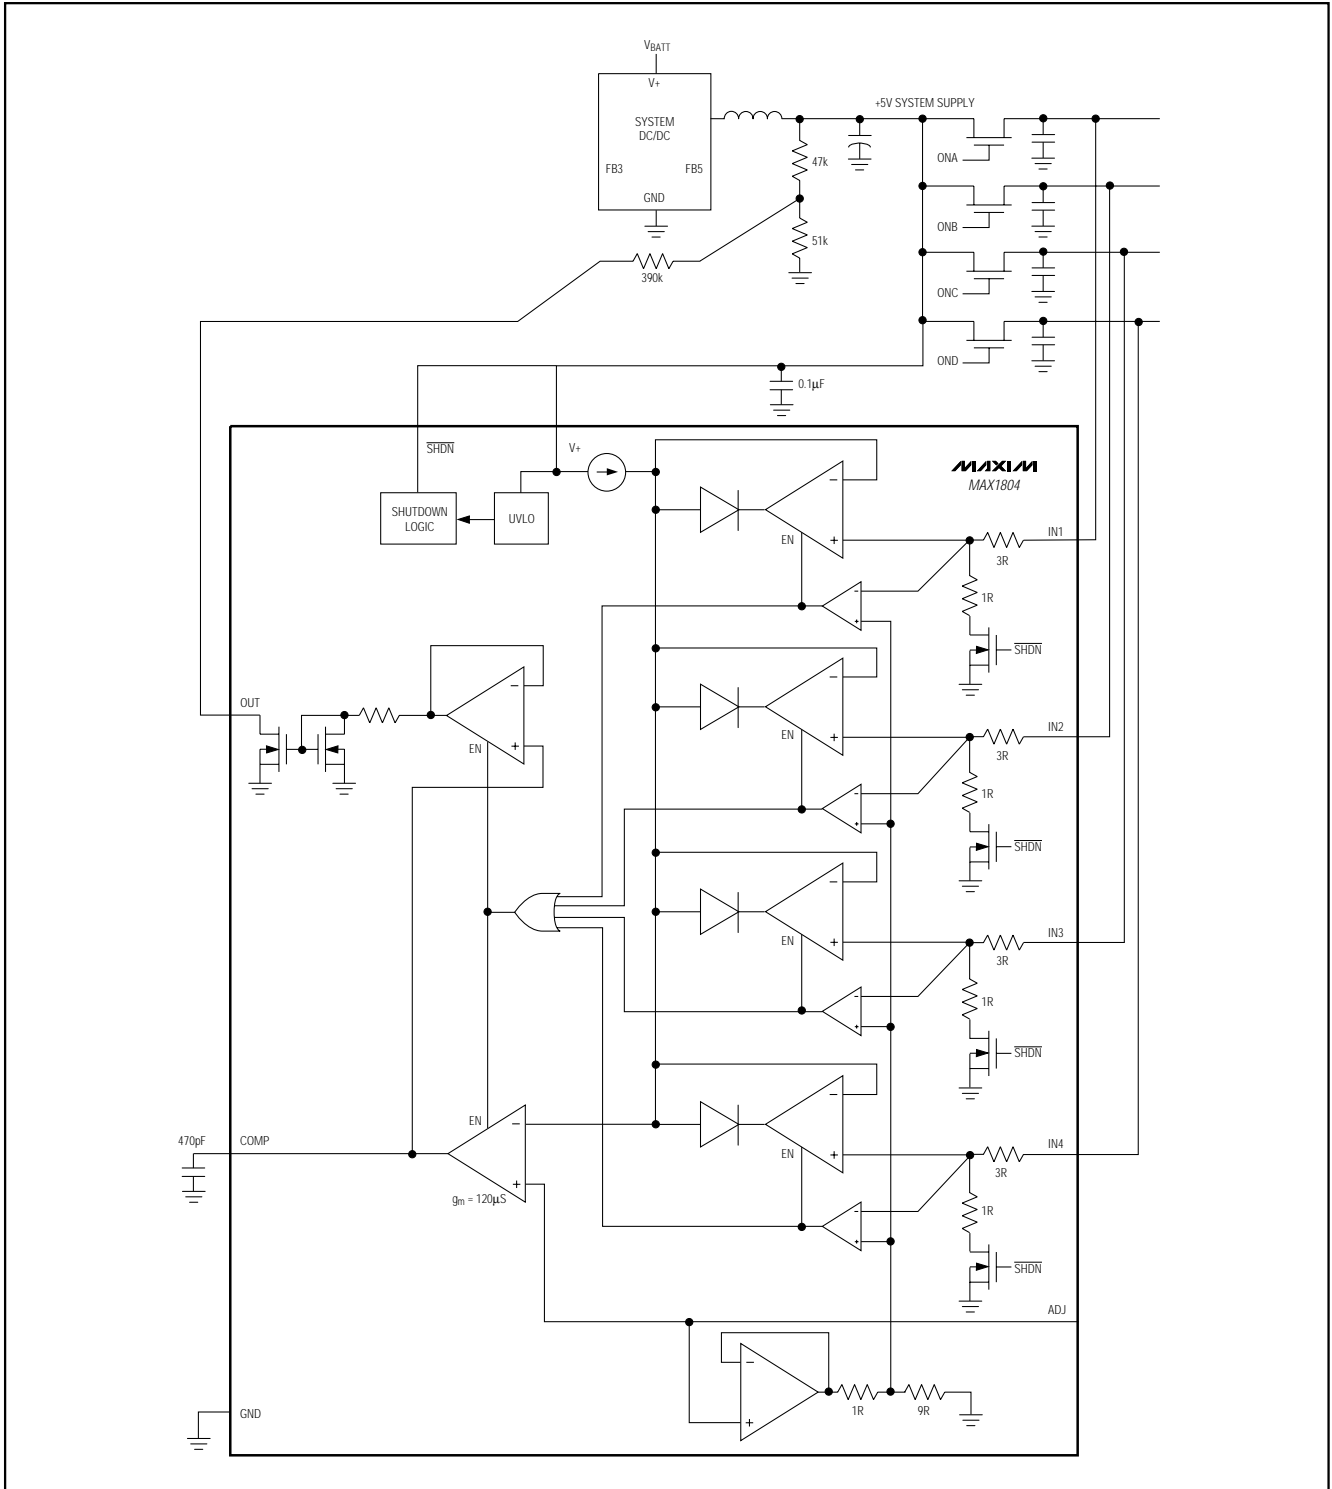 VBATT
V+
SYSTEM
DC/DC
FB3
FB5
GND
+5V SYSTEM SUPPLY
47k
51k
390k
ONA
ONB
ONC
OND
0.1µF
SHDN
V+
MAXIM
MAX1804
SHUTDOWN
LOGIC
UVLO
−
+
EN
IN1
3R
1R
-
+
SHDN
OUT
−
+
EN
−
+
EN
IN2
3R
1R
-
+
SHDN
−
+
EN
IN3
3R
1R
-
+
SHDN
−
+
EN
IN4
3R
1R
-
+
SHDN
470pF
COMP
EN
−
+
gm = 120µS
ADJ
−
+
1R
9R
GND